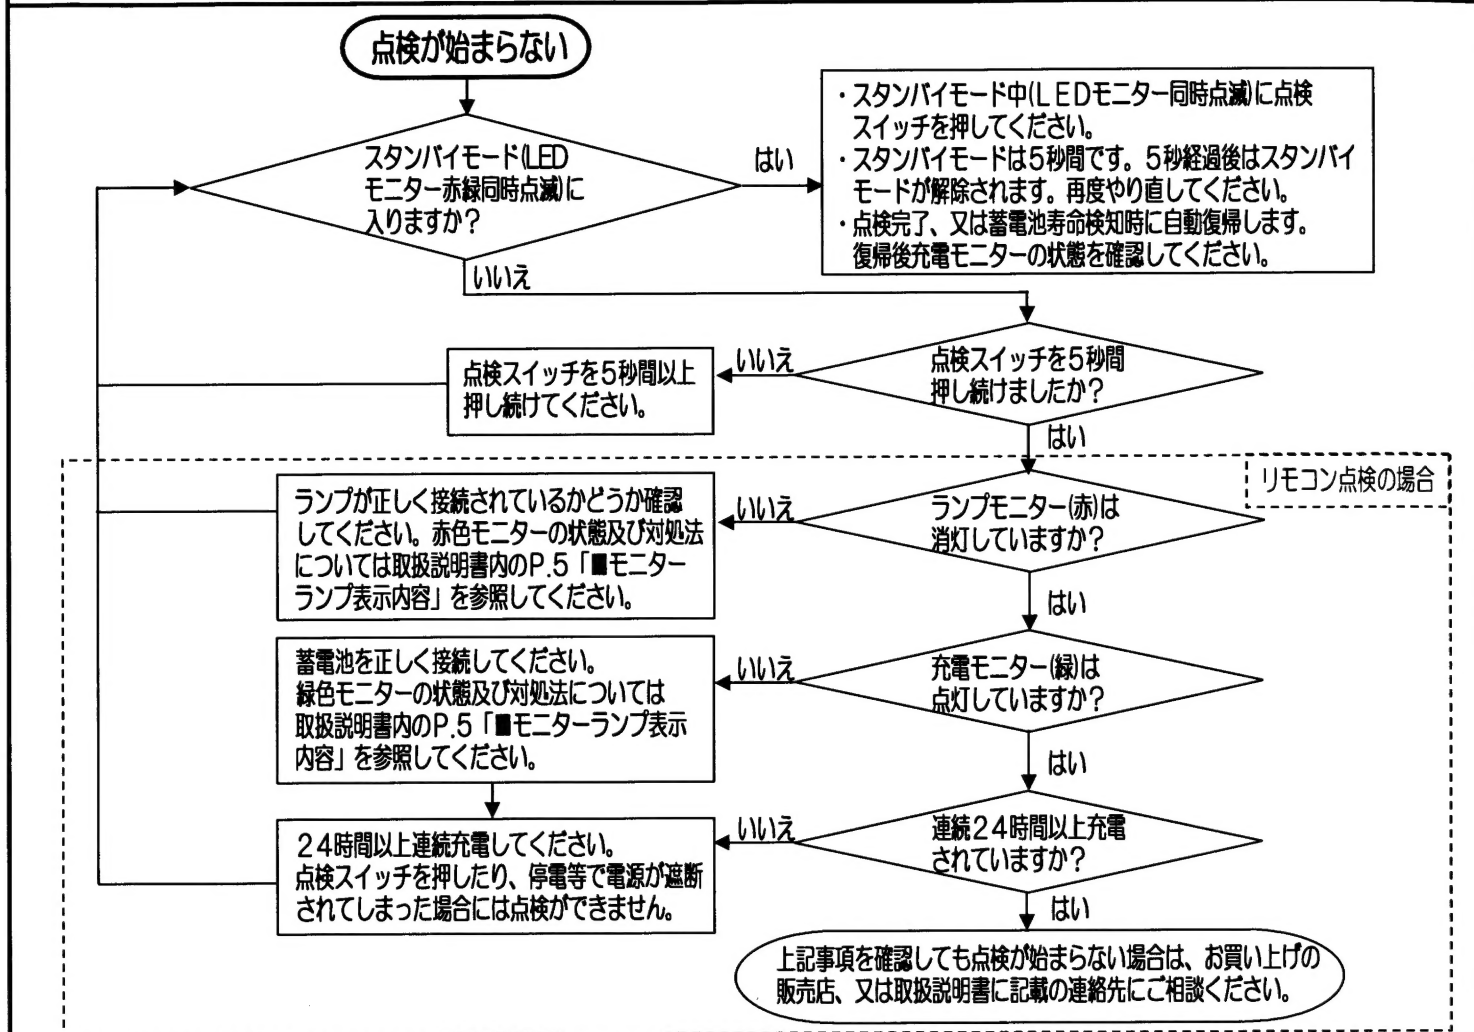 点検が始まらない
スタンバイモード(LED
モニター赤緑同時点滅)に
入りますか?
はい
・スタンバイモード中(LEDモニター同時点滅)に点検
スイッチを押してください。
・スタンバイモードは5秒間です。5秒経過後はスタンバイ
モードが解除されます。再度やり直してください。
・点検完了、又は蓄電池寿命検知時に自動復帰します。
復帰後充電モニターの状態を確認してください。
いいえ
点検スイッチを5秒間
押し続けましたか?
いいえ
点検スイッチを5秒間以上
押し続けてください。
はい
リモコン点検の場合
ランプモニター(赤)は
消灯していますか?
いいえ
ランプが正しく接続されているかどうか確認
してください。赤色モニターの状態及び対処法
については取扱説明書内のP.5「■モニター
ランプ表示内容」を参照してください。
はい
充電モニター(緑)は
点灯していますか?
いいえ
蓄電池を正しく接続してください。
緑色モニターの状態及び対処法については
取扱説明書内のP.5「■モニターランプ表示
内容」を参照してください。
はい
連続24時間以上充電
されていますか?
いいえ
24時間以上連続充電してください。
点検スイッチを押したり、停電等で電源が遮断
されてしまった場合には点検ができません。
はい
上記事項を確認しても点検が始まらない場合は、お買い上げの
販売店、又は取扱説明書に記載の連絡先にご相談ください。